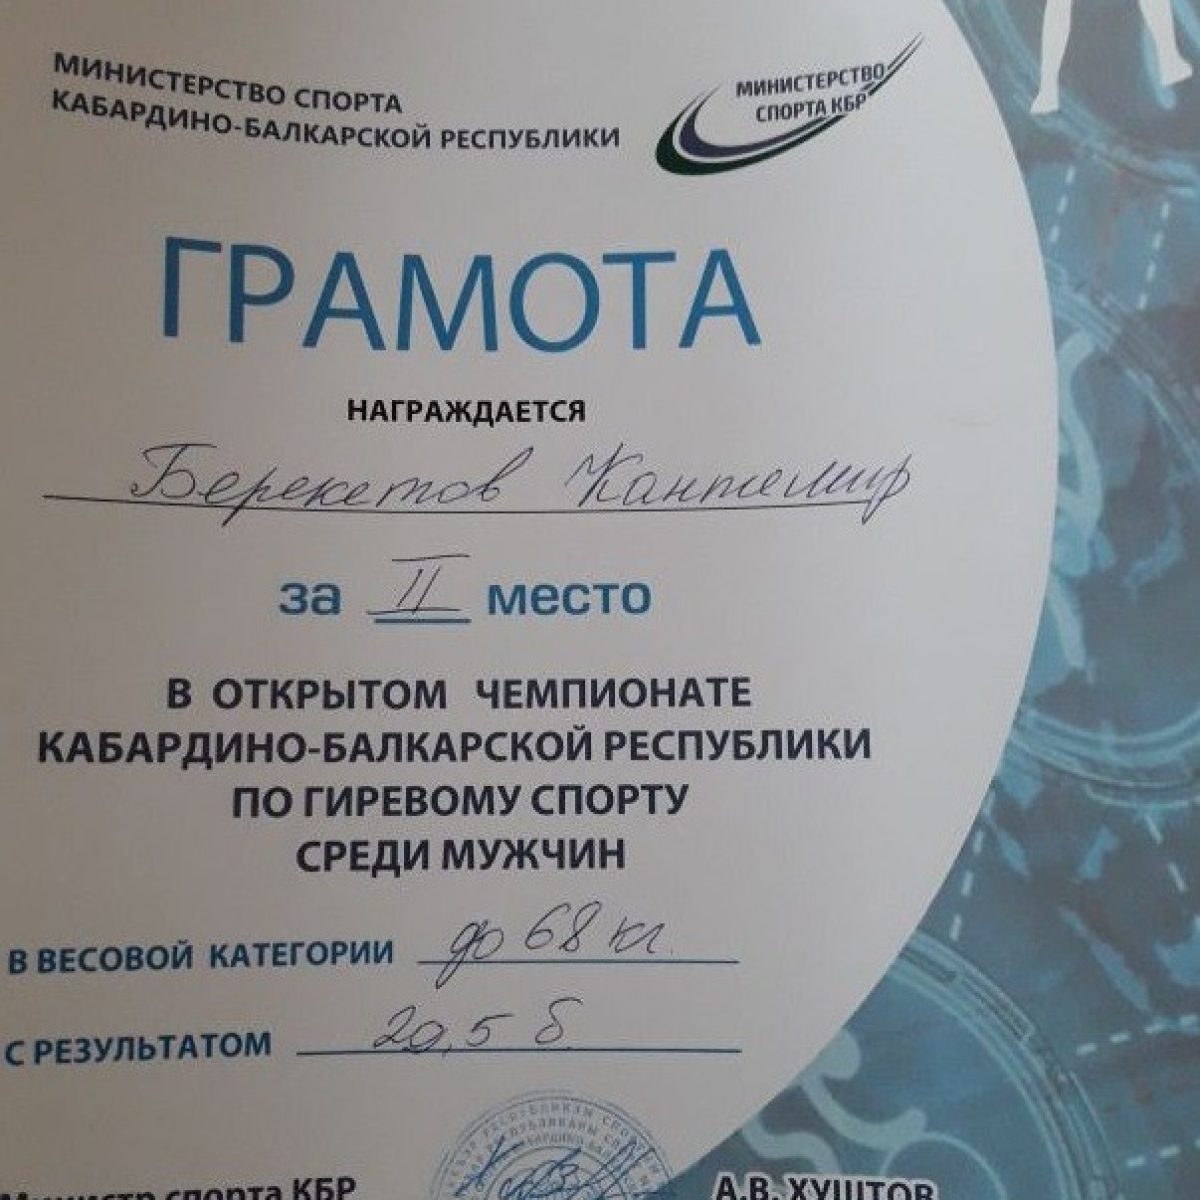 МИНИСТЕРСТВО СПОРТА
КАБАРДИНО-БАЛКАРСКОЙ РЕСПУБЛИКИ
МИНИСТЕРСТВО
СПОРТА КБР
ГРАМОТА
НАГРАЖДАЕТСЯ
Берекетов Кантемир
за II место
В ОТКРЫТОМ ЧЕМПИОНАТЕ
КАБАРДИНО-БАЛКАРСКОЙ РЕСПУБЛИКИ
ПО ГИРЕВОМУ СПОРТУ
СРЕДИ МУЖЧИН
В ВЕСОВОЙ КАТЕГОРИИ до 68 кг.
С РЕЗУЛЬТАТОМ 20,5 б.
Министр спорта КБР А.В. ХУШТОВ